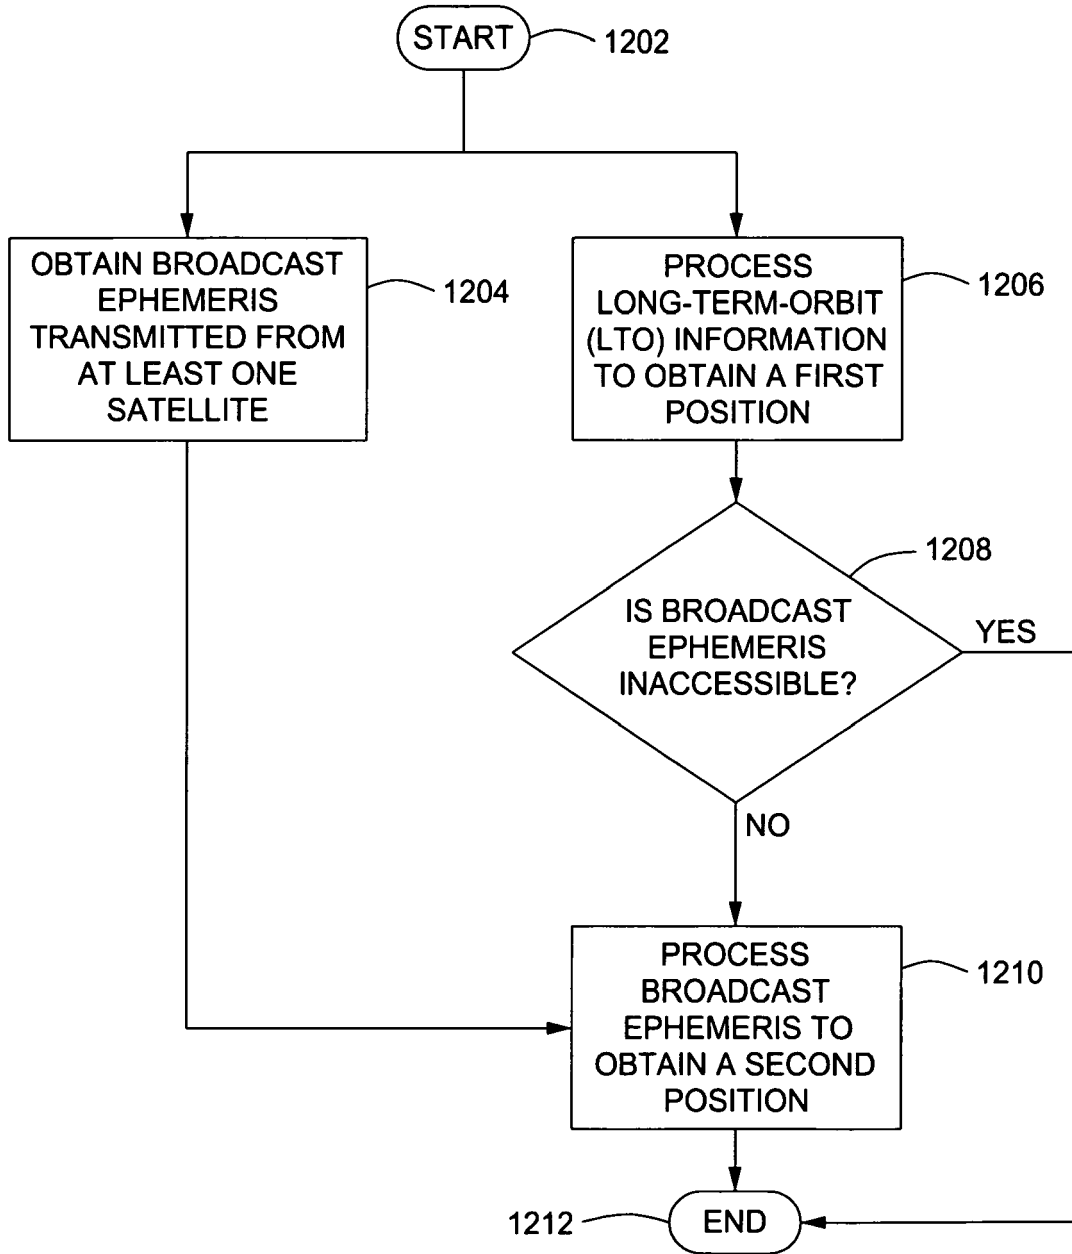 START
1202
OBTAIN BROADCAST
EPHEMERIS
TRANSMITTED FROM
AT LEAST ONE
SATELLITE
1204
PROCESS
LONG-TERM-ORBIT
(LTO) INFORMATION
TO OBTAIN A FIRST
POSITION
1206
IS BROADCAST
EPHEMERIS
INACCESSIBLE?
1208
YES
NO
PROCESS
BROADCAST
EPHEMERIS TO
OBTAIN A SECOND
POSITION
1210
1212
END